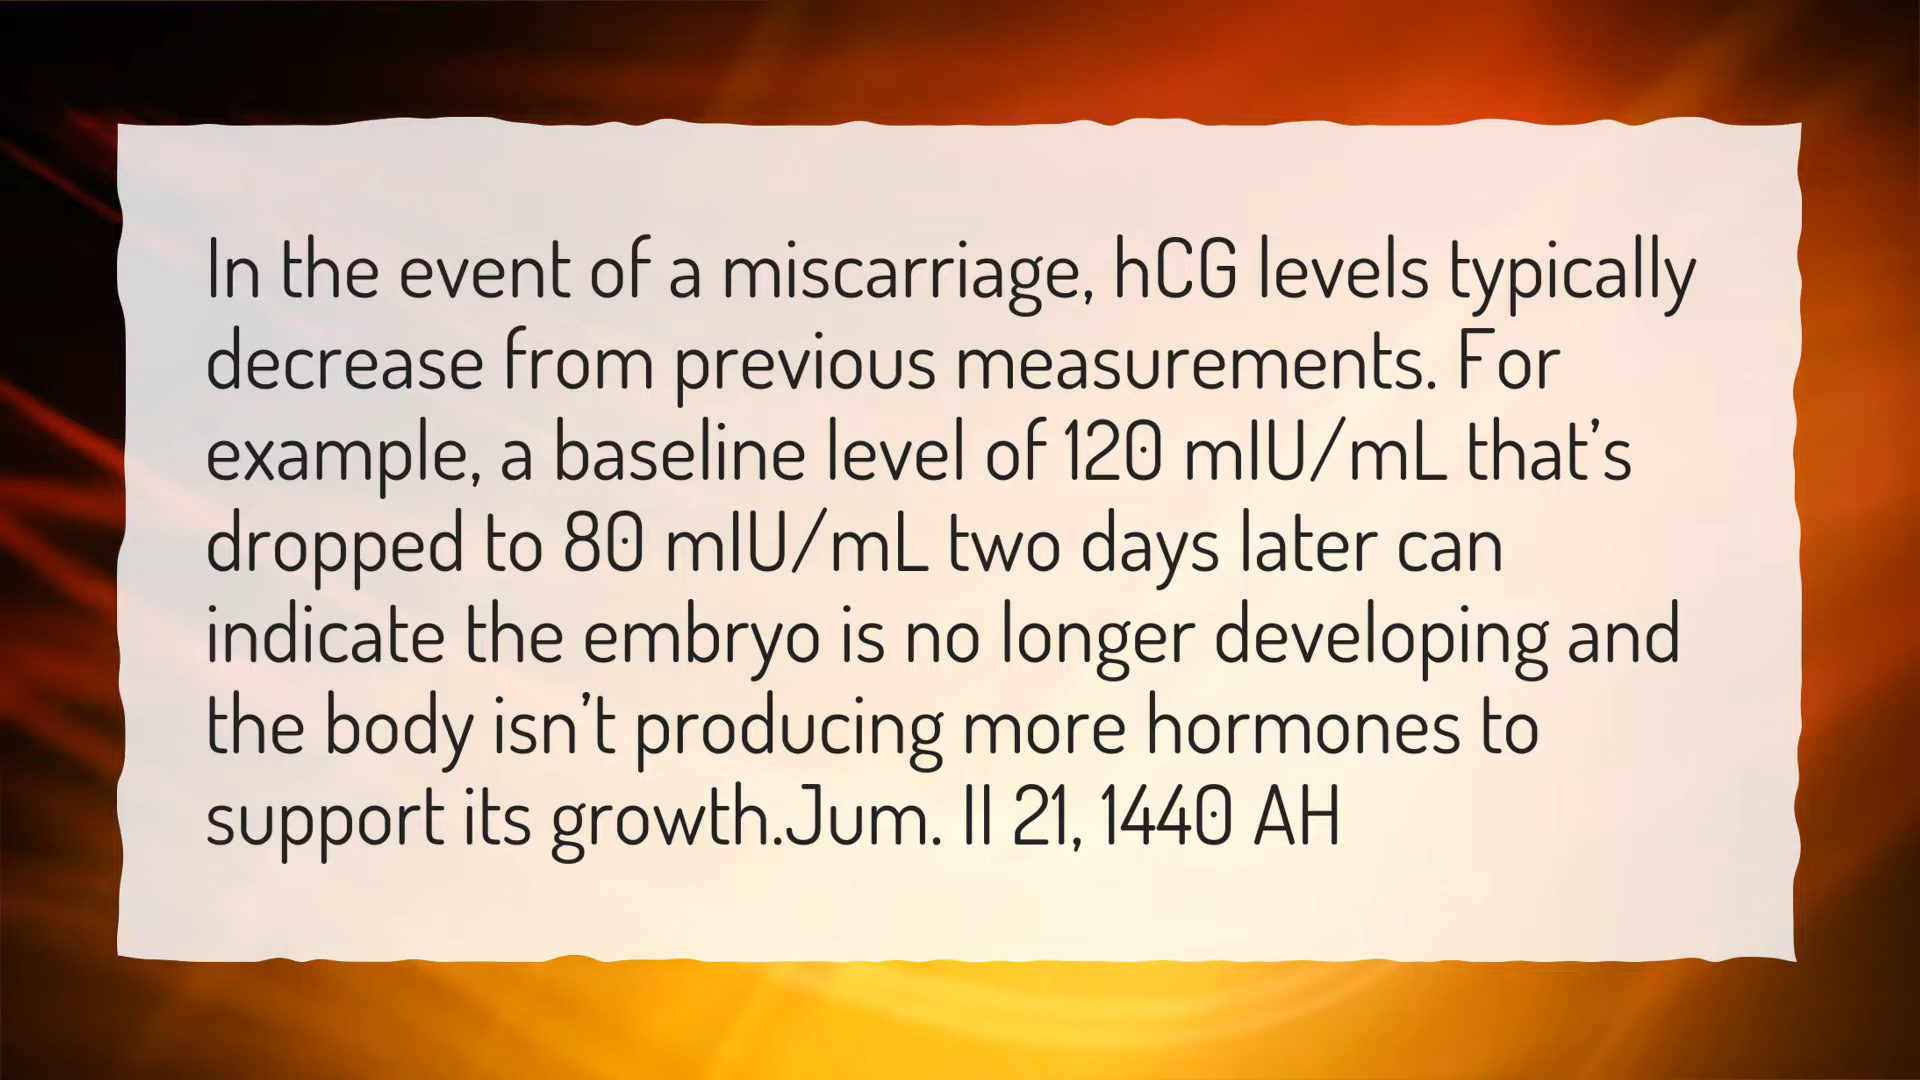 In the event of a miscarriage, hCG levels typically
decrease from previous measurements. For
example, a baseline level of 120 mIU/mL that’s
dropped to 80 mIU/mL two days later can
indicate the embryo is no longer developing and
the body isn’t producing more hormones to
support its growth.Jum. II 21, 1440 AH